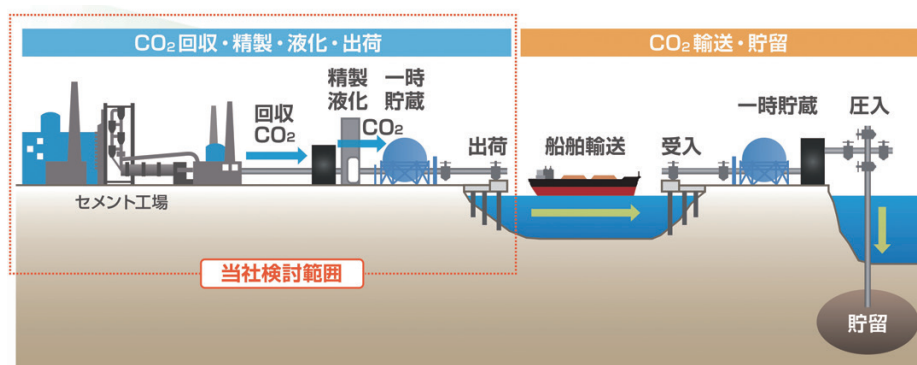 CO₂回収・精製・液化・出荷
CO₂輸送・貯留
回収
CO₂
精製
液化
CO₂
一時
貯蔵
出荷
船舶輸送
受入
一時貯蔵
圧入
セメント工場
当社検討範囲
貯留